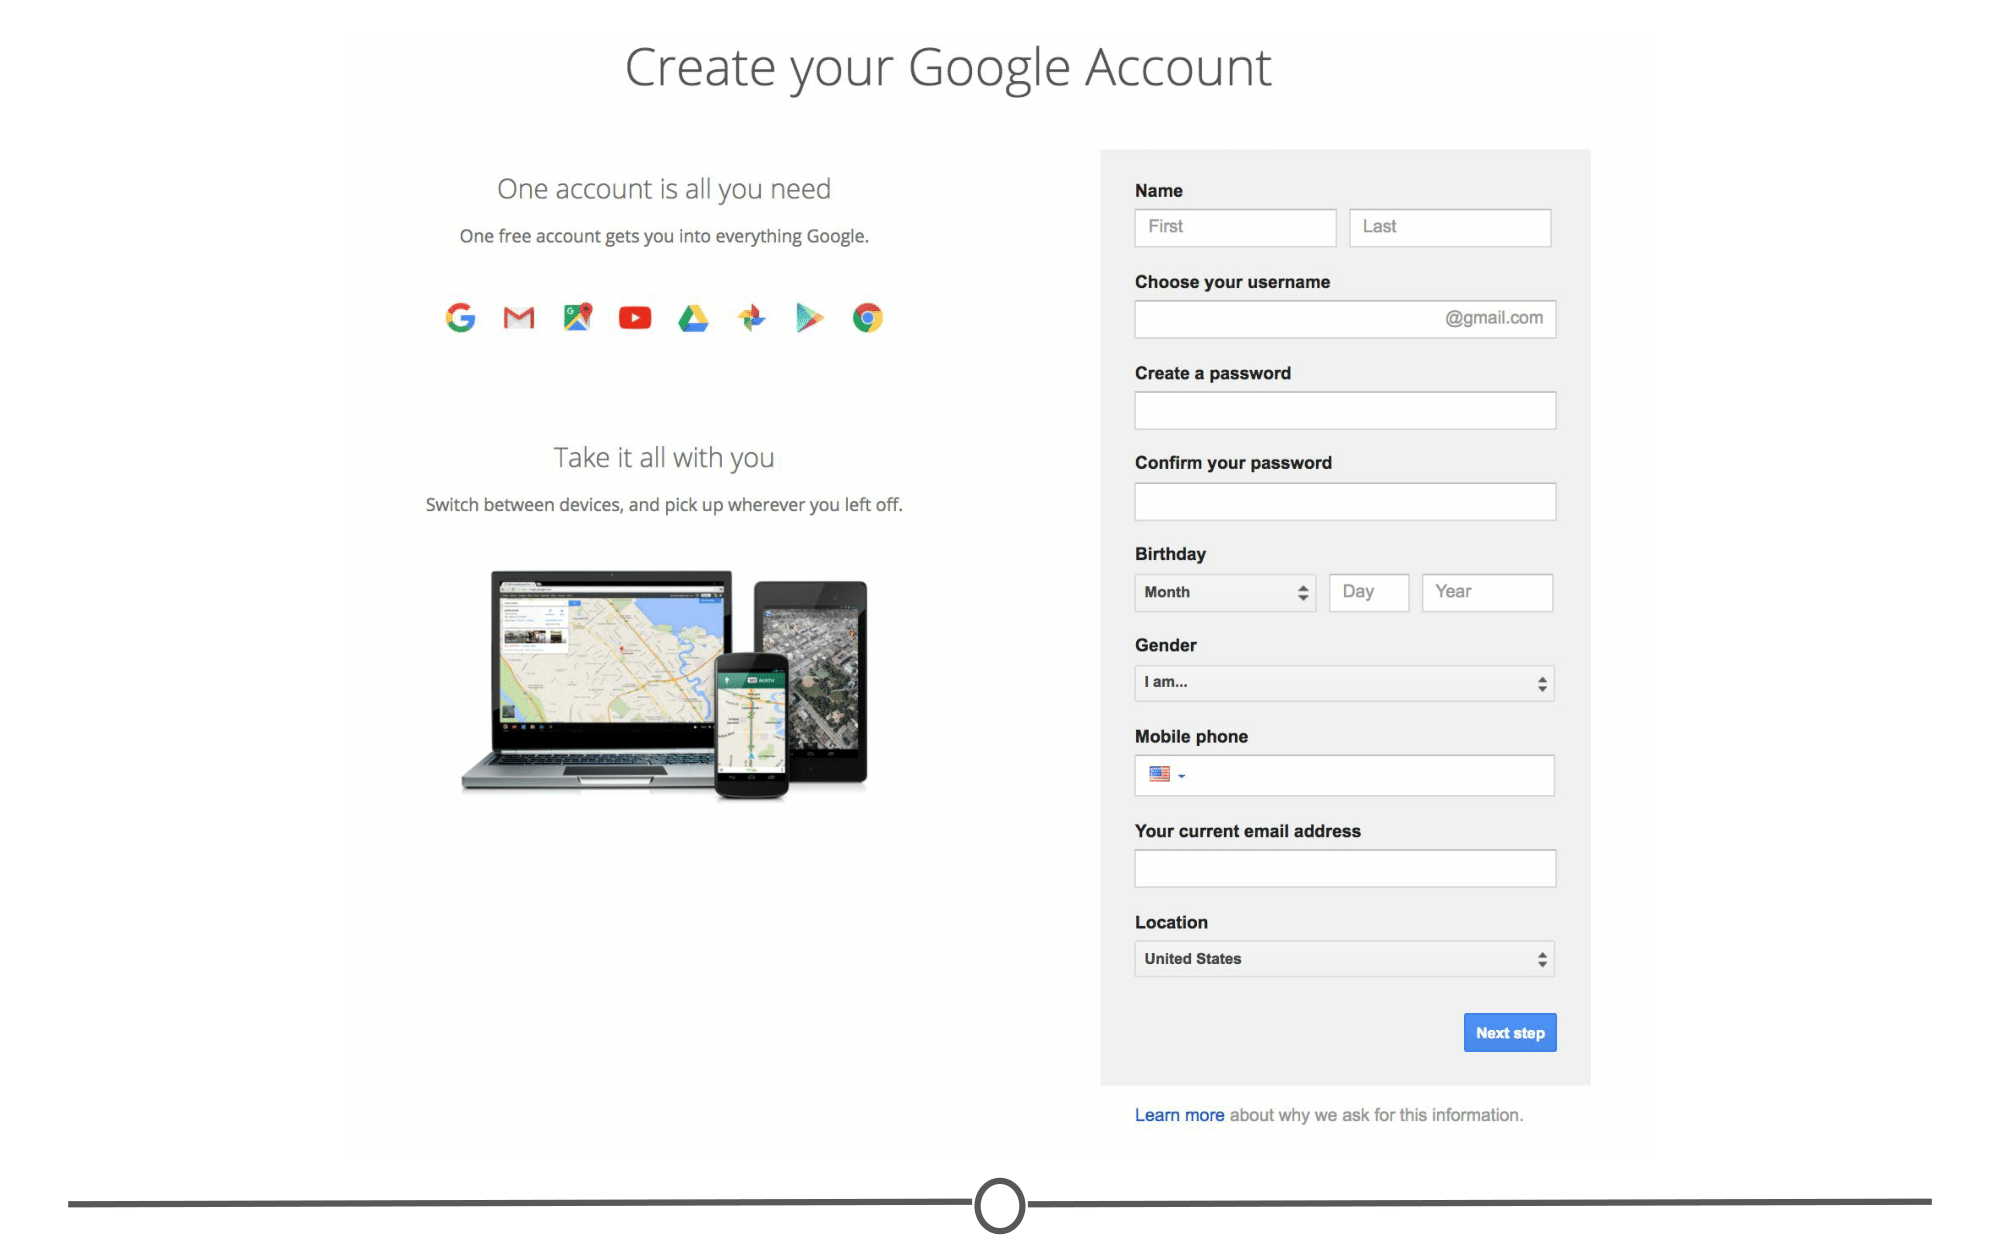 Create your Google Account
One account is all you need
One free account gets you into everything Google.
Take it all with you
Switch between devices, and pick up wherever you left off.
NORTH
Name
First Last
Choose your username
@gmail.com
Create a password
Confirm your password
Birthday
Month Day Year
Gender
I am...
Mobile phone
Your current email address
Location
United States
Next step
Learn more about why we ask for this information.